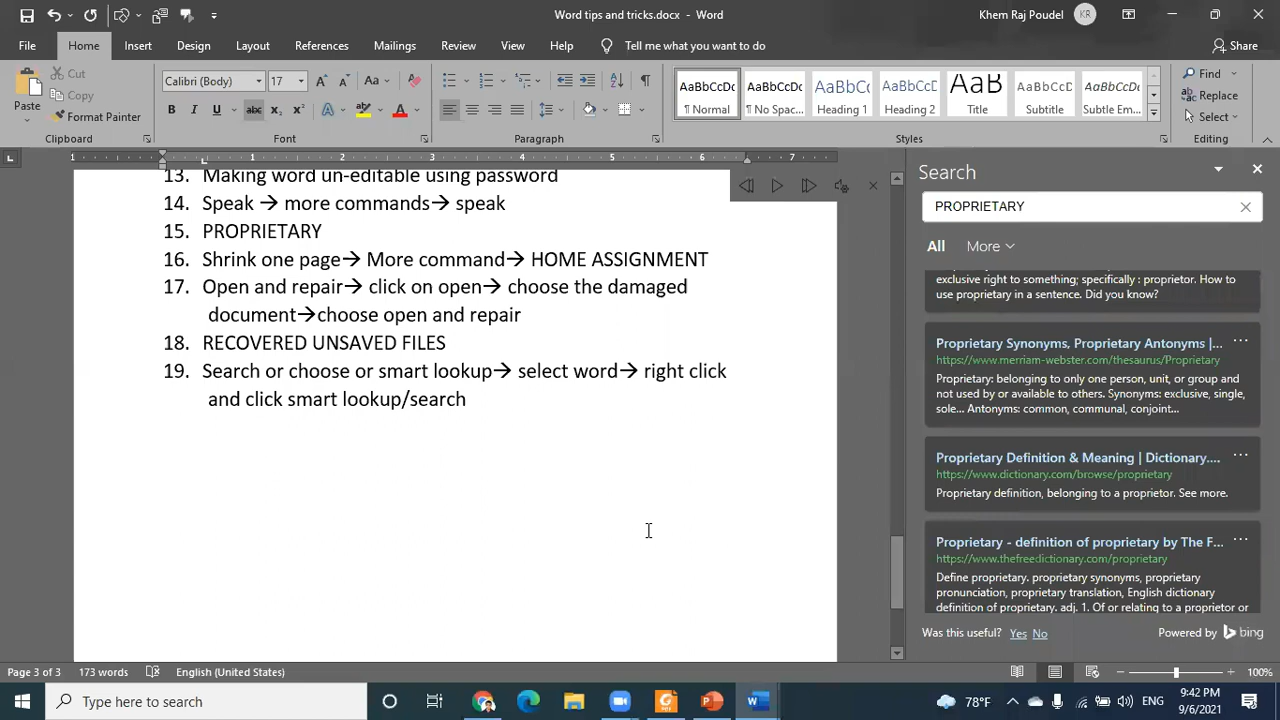 Word tips and tricks.docx - Word
Khem Raj Poudel
KR
File Home Insert Design Layout References Mailings Review View Help Tell me what you want to do
Share
Paste
Cut
Copy
Format Painter
Clipboard
Calibri (Body) 17
Font
Paragraph
AaBbCcDc
¶ Normal
AaBbCcDc
¶ No Spac...
AaBbCc
Heading 1
AaBbCcD
Heading 2
AaB
Title
AaBbCcD
Subtitle
AaBbCcDc
Subtle Em...
Styles
Find
Replace
Select
Editing
1 1 2 3 4 5 6 7
13. Making word un-editable using password
14. Speak → more commands→ speak
15. PROPRIETARY
16. Shrink one page→ More command→ HOME ASSIGNMENT
17. Open and repair→ click on open→ choose the damaged
document→choose open and repair
18. RECOVERED UNSAVED FILES
19. Search or choose or smart lookup→ select word→ right click
and click smart lookup/search
Search
PROPRIETARY
All More
exclusive right to something; specifically : proprietor. How to
use proprietary in a sentence. Did you know?
Proprietary Synonyms, Proprietary Antonyms |...
https://www.merriam-webster.com/thesaurus/Proprietary
Proprietary: belonging to only one person, unit, or group and
not used by or available to others. Synonyms: exclusive, single,
sole... Antonyms: common, communal, conjoint...
Proprietary Definition & Meaning | Dictionary....
https://www.dictionary.com/browse/proprietary
Proprietary definition, belonging to a proprietor. See more.
Proprietary - definition of proprietary by The F...
https://www.thefreedictionary.com/proprietary
Define proprietary. proprietary synonyms, proprietary
pronunciation, proprietary translation, English dictionary
definition of proprietary. adj. 1. Of or relating to a proprietor or
Was this useful? Yes No
Powered by bing
Page 3 of 3 173 words English (United States)
100%
Type here to search
78°F
ENG
9:42 PM
9/6/2021